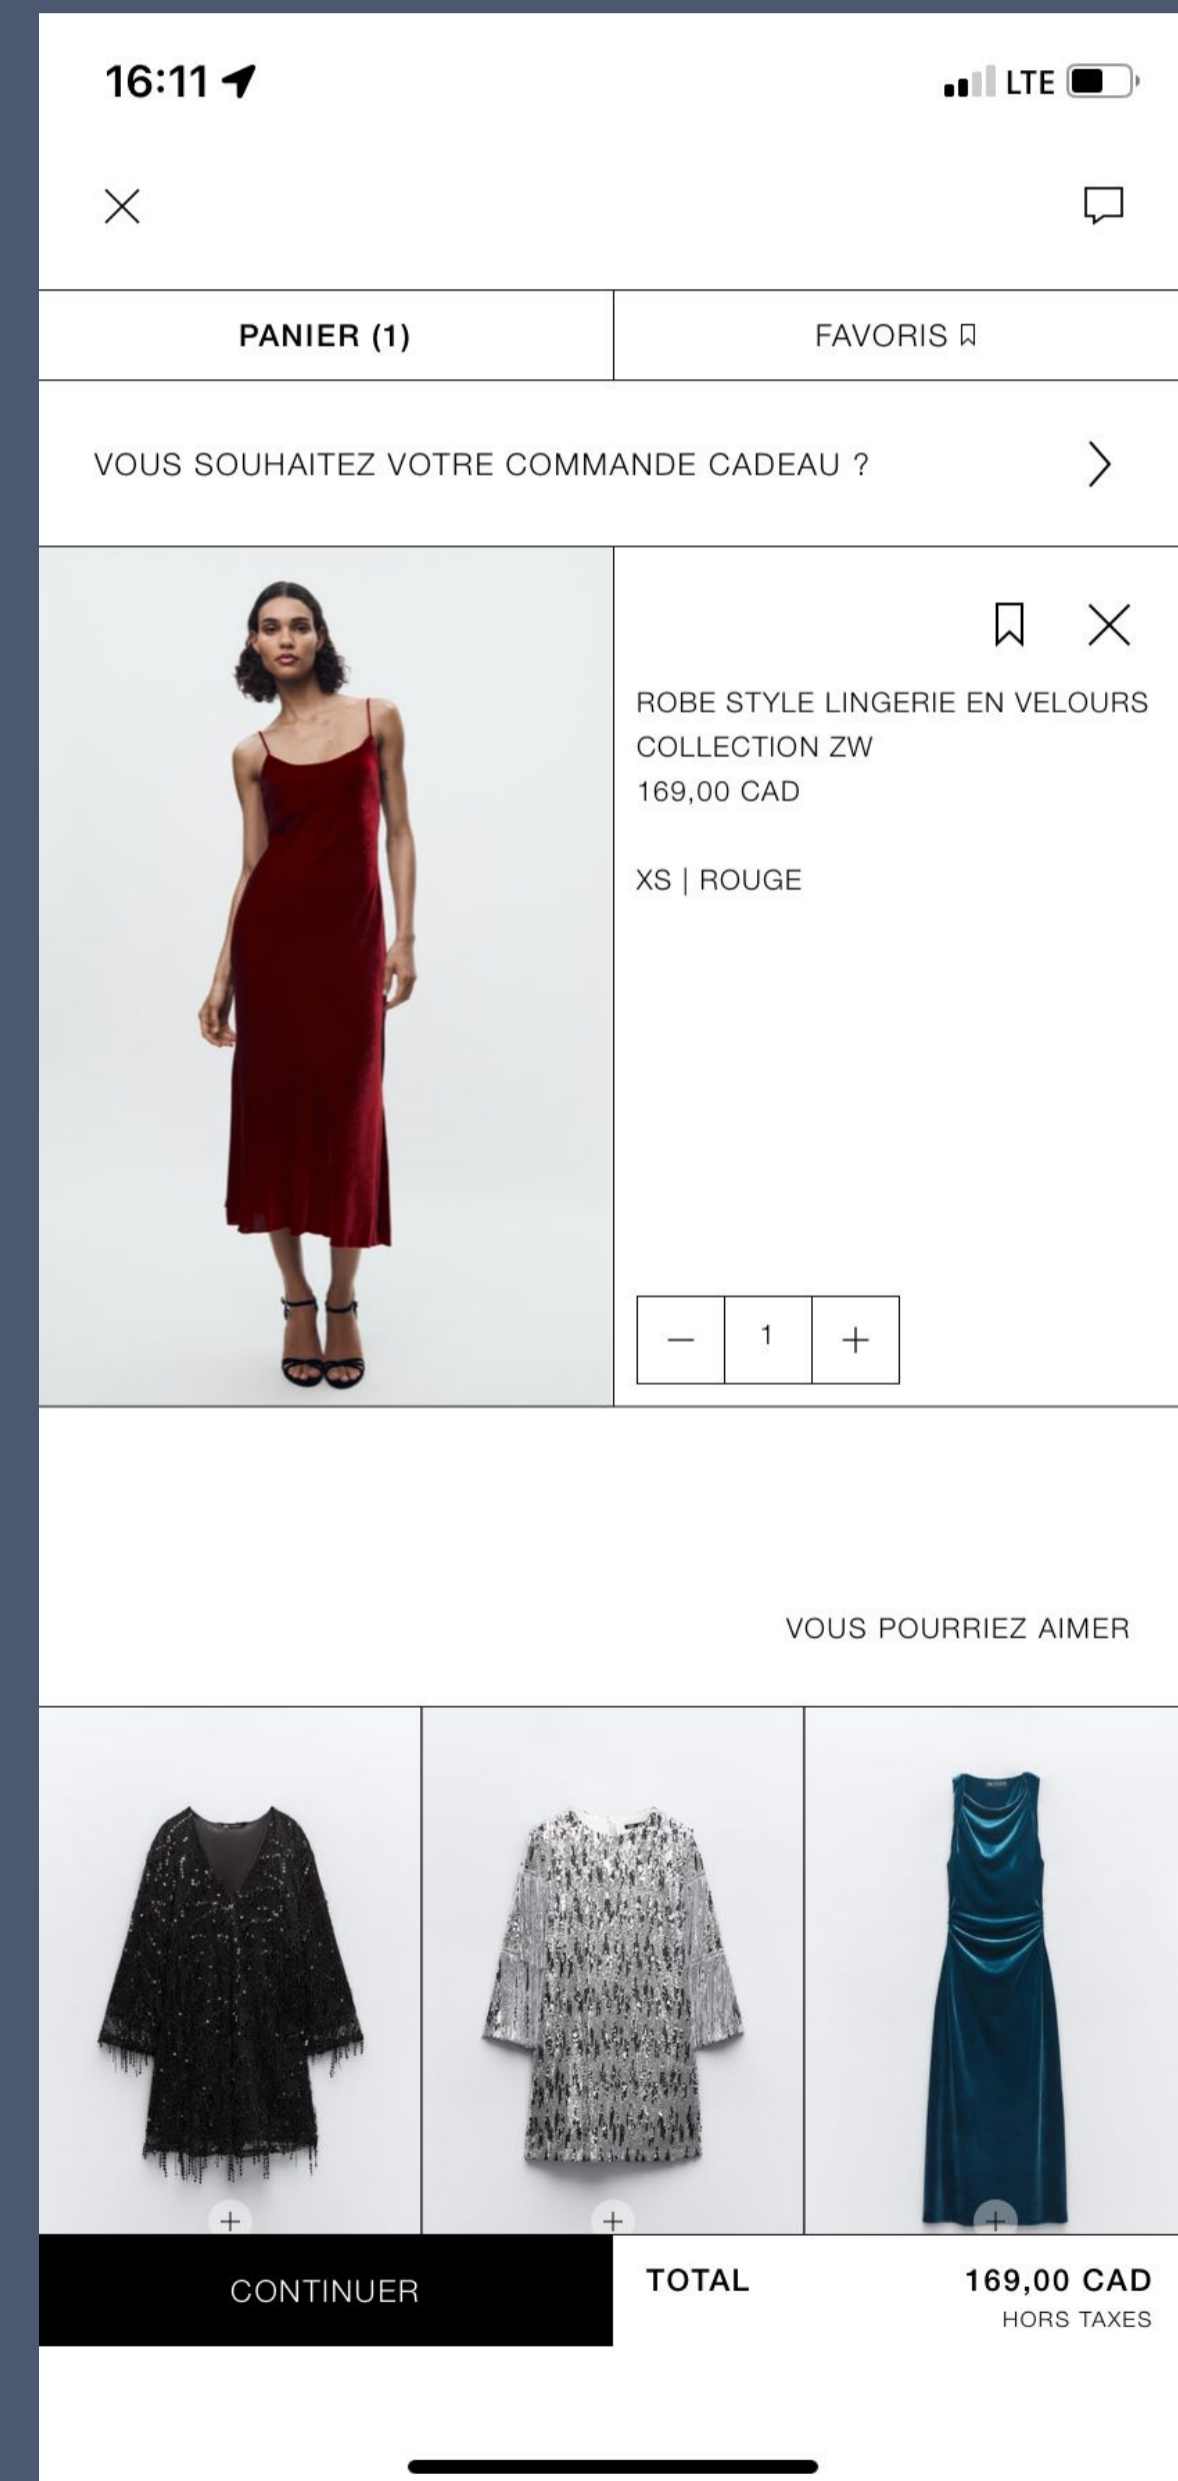 16:11
LTE
PANIER (1)
FAVORIS
VOUS SOUHAITEZ VOTRE COMMANDE CADEAU ?
ROBE STYLE LINGERIE EN VELOURS
COLLECTION ZW
169,00 CAD
XS | ROUGE
1
VOUS POURRIEZ AIMER
CONTINUER
TOTAL
169,00 CAD
HORS TAXES